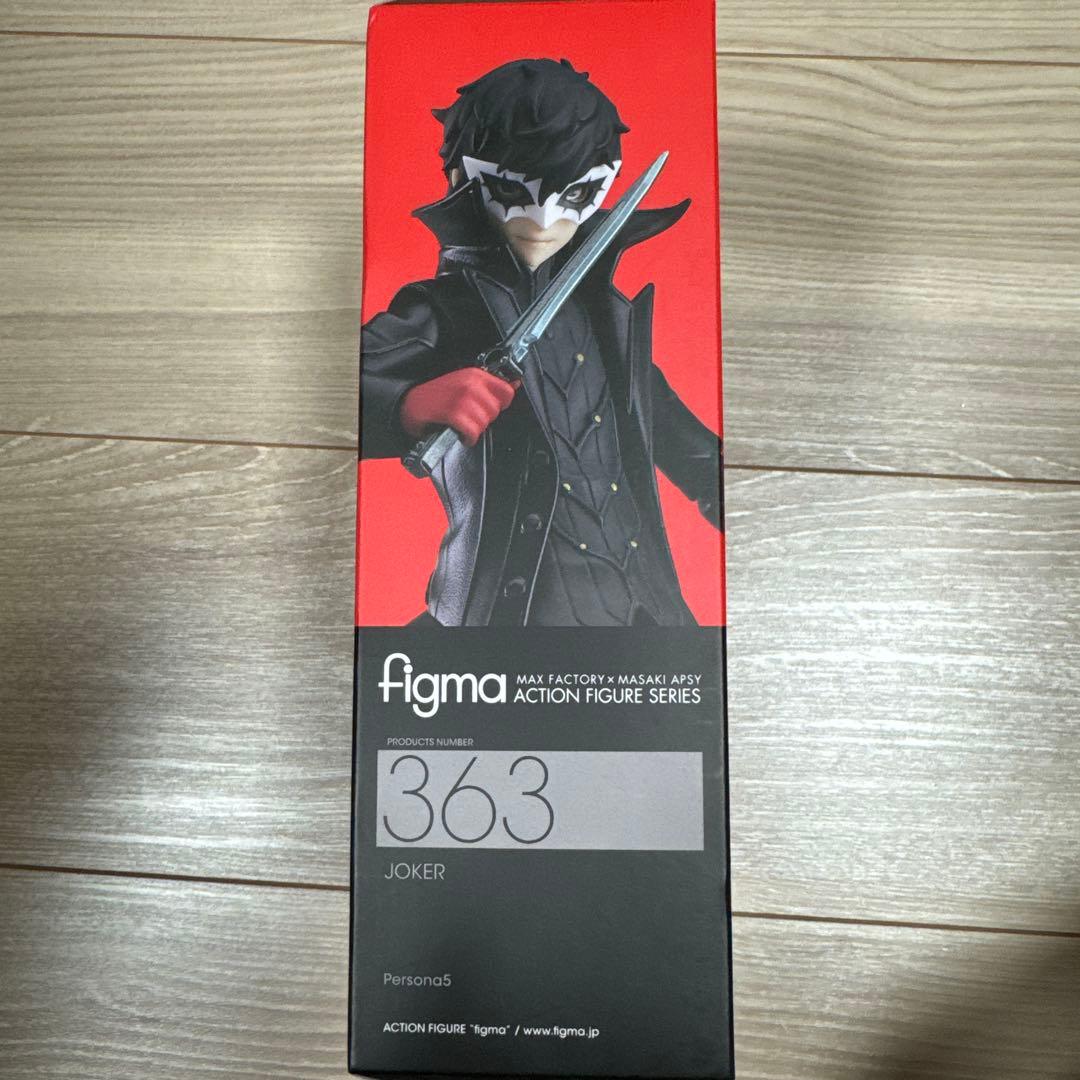 figma
MAX FACTORY × MASAKI APSY
ACTION FIGURE SERIES
PRODUCTS NUMBER
363
JOKER
Persona5
ACTION FIGURE "figma" / www.figma.jp